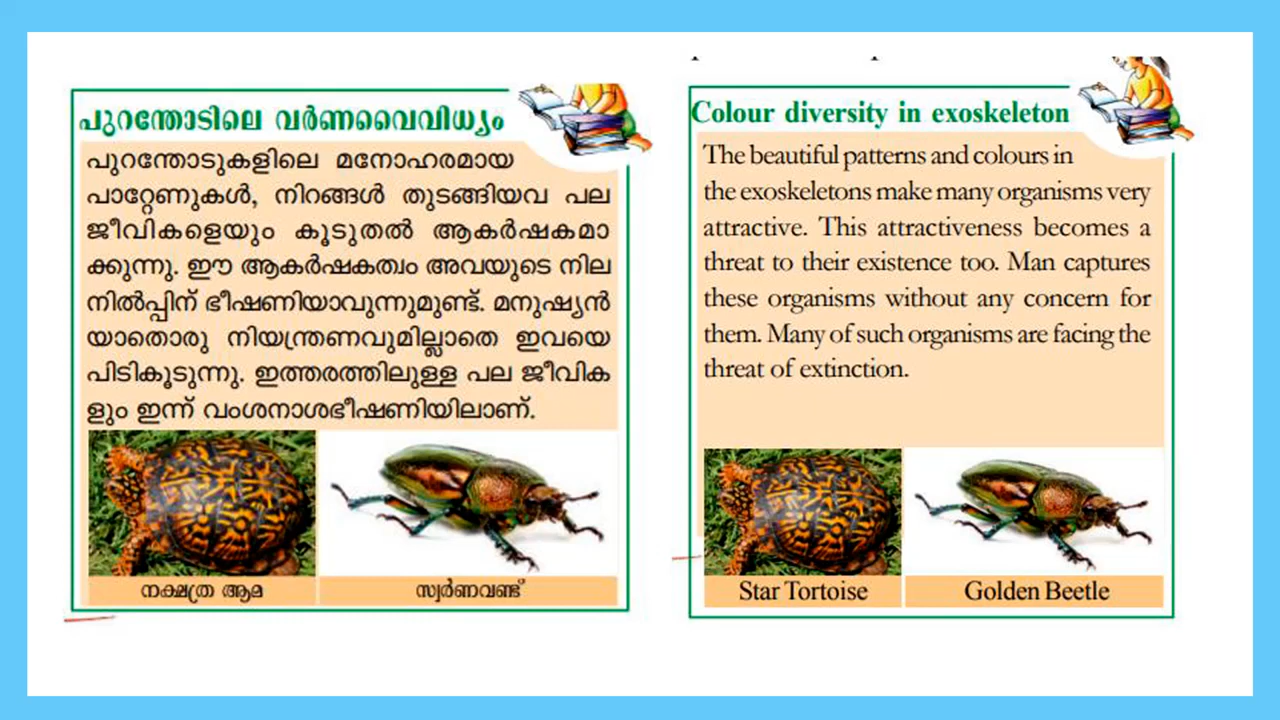 പുറന്തോടിലെ വർണവൈവിധ്യം
പുറന്തോടുകളിലെ മനോഹരമായ
പാറ്റേണുകൾ, നിറങ്ങൾ തുടങ്ങിയവ പല
ജീവികളെയും കൂടുതൽ ആകർഷകമാ
ക്കുന്നു. ഈ ആകർഷകത്വം അവയുടെ നില
നിൽപ്പിന് ഭീഷണിയാവുന്നുമുണ്ട്. മനുഷ്യൻ
യാതൊരു നിയന്ത്രണവുമില്ലാതെ ഇവയെ
പിടികൂടുന്നു. ഇത്തരത്തിലുള്ള പല ജീവിക
ളും ഇന്ന് വംശനാശഭീഷണിയിലാണ്.
നക്ഷത്ര ആമ
സ്വർണവണ്ട്
Colour diversity in exoskeleton
The beautiful patterns and colours in
the exoskeletons make many organisms very
attractive. This attractiveness becomes a
threat to their existence too. Man captures
these organisms without any concern for
them. Many of such organisms are facing the
threat of extinction.
Star Tortoise
Golden Beetle